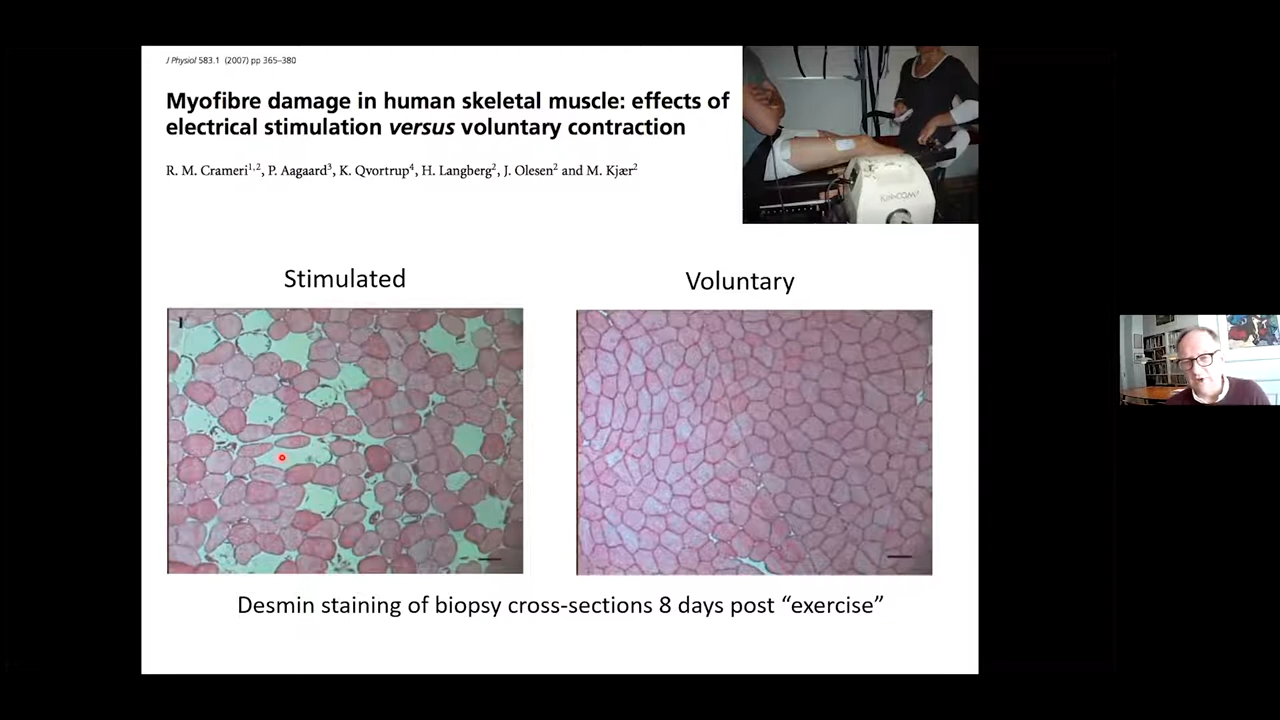 J Physiol 583.1 (2007) pp 365–380
Myofibre damage in human skeletal muscle: effects of
electrical stimulation versus voluntary contraction
R. M. Crameri1,2, P. Aagaard3, K. Qvortrup4, H. Langberg2, J. Olesen2 and M. Kjær2
Stimulated
Voluntary
I
Desmin staining of biopsy cross-sections 8 days post “exercise”